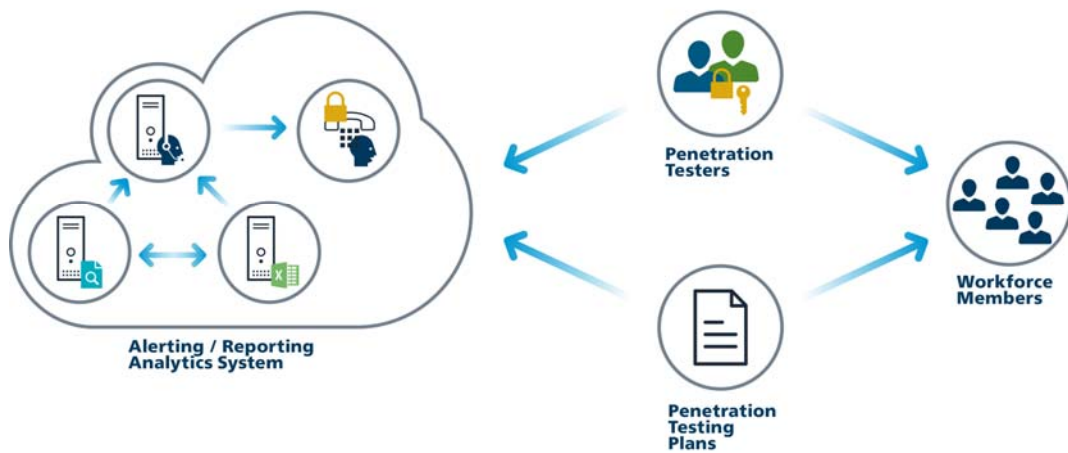 Penetration
Testers
Workforce
Members
Alerting / Reporting
Analytics System
X
Penetration
Testing
Plans